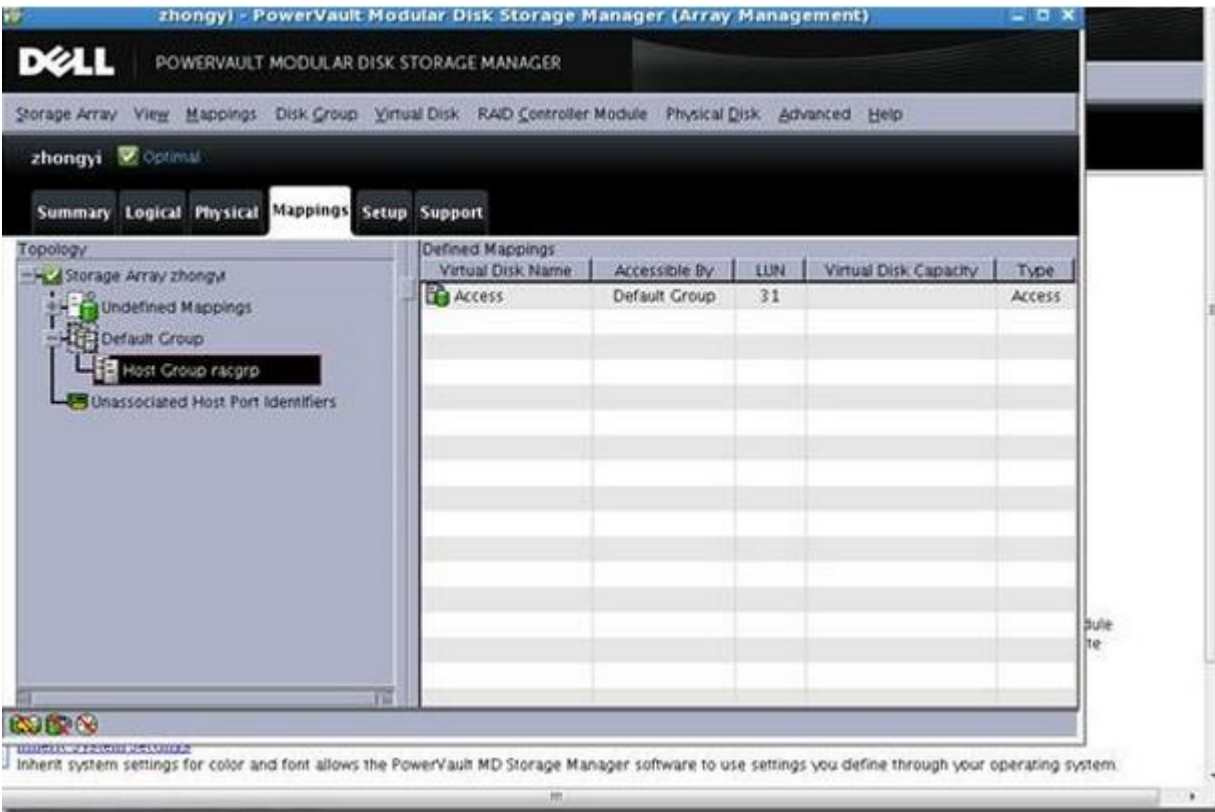 zhongyi - PowerVault Modular Disk Storage Manager (Array Management)
DELL POWERVAULT MODULAR DISK STORAGE MANAGER
Storage Array View Mappings Disk Group Virtual Disk RAID Controller Module Physical Disk Advanced Help
zhongyi Optimal
Summary Logical Physical Mappings Setup Support
Topology
Storage Array zhongyi
Undefined Mappings
Default Group
Host Group racgrp
Unassociated Host Port Identifiers
Defined Mappings
Virtual Disk Name Accessible By LUN Virtual Disk Capacity Type
Access Default Group 31 Access
dule
te
Inherit System Settings
Inherit system settings for color and font allows the PowerVault MD Storage Manager software to use settings you define through your operating system.